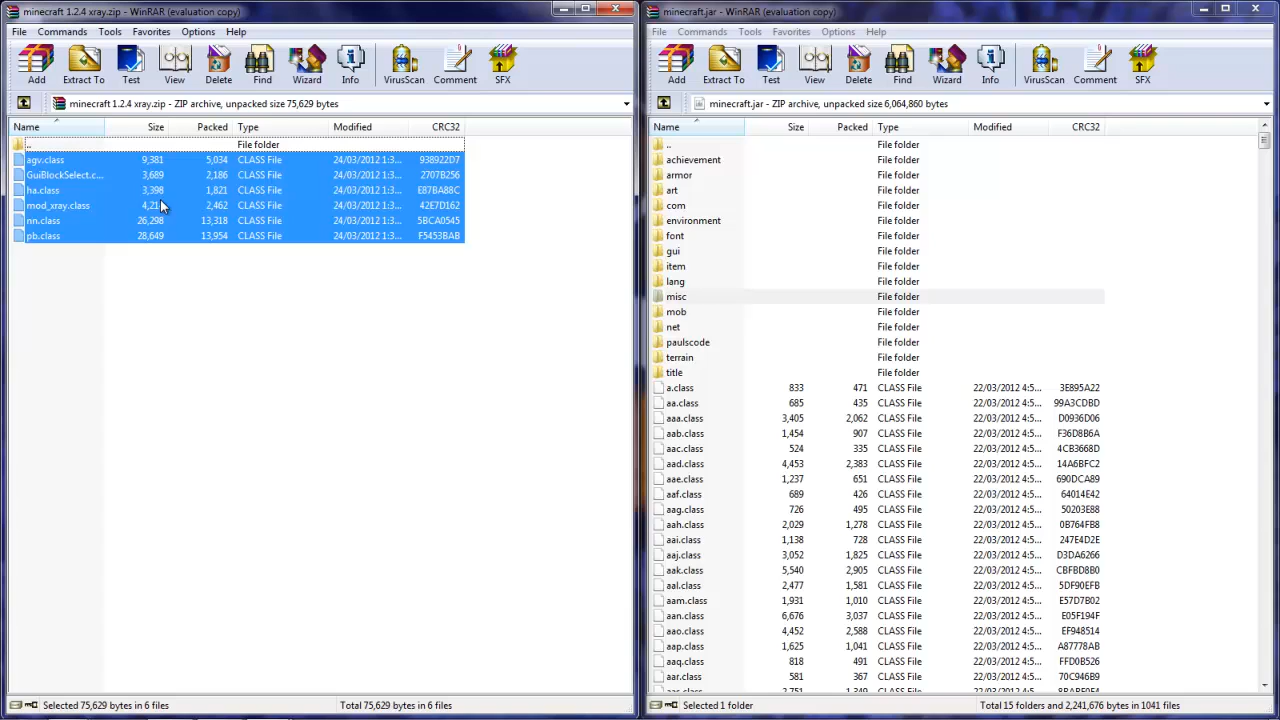 minecraft 1.2.4 xray.zip - WinRAR (evaluation copy)
File Commands Tools Favorites Options Help
Add Extract To Test View Delete Find Wizard Info VirusScan Comment SFX
minecraft 1.2.4 xray.zip - ZIP archive, unpacked size 75,629 bytes
Name Size Packed Type Modified CRC32
.. File folder
agv.class 9,381 5,034 CLASS File 24/03/2012 1:3... 938922D7
GuiBlockSelect.c... 3,689 2,186 CLASS File 24/03/2012 1:3... 2707B256
ha.class 3,398 1,821 CLASS File 24/03/2012 1:3... E87BA88C
mod_xray.class 2,462 CLASS File 24/03/2012 1:3... 42E7D162
nn.class 26,298 13,318 CLASS File 24/03/2012 1:3... 5BCA0545
pb.class 28,649 13,954 CLASS File 24/03/2012 1:3... F5453BAB
Selected 75,629 bytes in 6 files Total 75,629 bytes in 6 files
minecraft.jar - WinRAR (evaluation copy)
File Commands Tools Favorites Options Help
Add Extract To Test View Delete Find Wizard Info VirusScan Comment SFX
minecraft.jar - ZIP archive, unpacked size 6,064,860 bytes
Name Size Packed Type Modified CRC32
.. File folder
achievement File folder
armor File folder
art File folder
com File folder
environment File folder
font File folder
gui File folder
item File folder
lang File folder
misc File folder
mob File folder
net File folder
paulscode File folder
terrain File folder
title File folder
a.class 833 471 CLASS File 22/03/2012 4:5... 3E895A22
aa.class 685 435 CLASS File 22/03/2012 4:5... 99A3CDBD
aaa.class 3,405 2,062 CLASS File 22/03/2012 4:5... D0936D06
aab.class 1,454 907 CLASS File 22/03/2012 4:5... F36D8B6A
aac.class 524 335 CLASS File 22/03/2012 4:5... 4CB3668D
aad.class 4,453 2,383 CLASS File 22/03/2012 4:5... 14A6BFC2
aae.class 1,237 651 CLASS File 22/03/2012 4:5... 690DCA89
aaf.class 689 426 CLASS File 22/03/2012 4:5... 64014E42
aag.class 726 495 CLASS File 22/03/2012 4:5... 50203E88
aah.class 2,029 1,278 CLASS File 22/03/2012 4:5... 0B764FB8
aai.class 1,138 728 CLASS File 22/03/2012 4:5... 247E4D2E
aaj.class 3,052 1,825 CLASS File 22/03/2012 4:5... D3DA6266
aak.class 5,540 2,905 CLASS File 22/03/2012 4:5... CBFBD8B0
aal.class 2,477 1,581 CLASS File 22/03/2012 4:5... 5DF90EFB
aam.class 1,931 1,010 CLASS File 22/03/2012 4:5... E57D7B02
aan.class 6,676 3,037 CLASS File 22/03/2012 4:5... E05F194F
aao.class 4,452 2,588 CLASS File 22/03/2012 4:5... EF948514
aap.class 1,625 1,041 CLASS File 22/03/2012 4:5... A87778AB
aaq.class 818 491 CLASS File 22/03/2012 4:5... FFD0B526
aar.class 581 367 CLASS File 22/03/2012 4:5... 70C946B9
Selected 1 folder Total 15 folders and 2,241,676 bytes in 1041 files